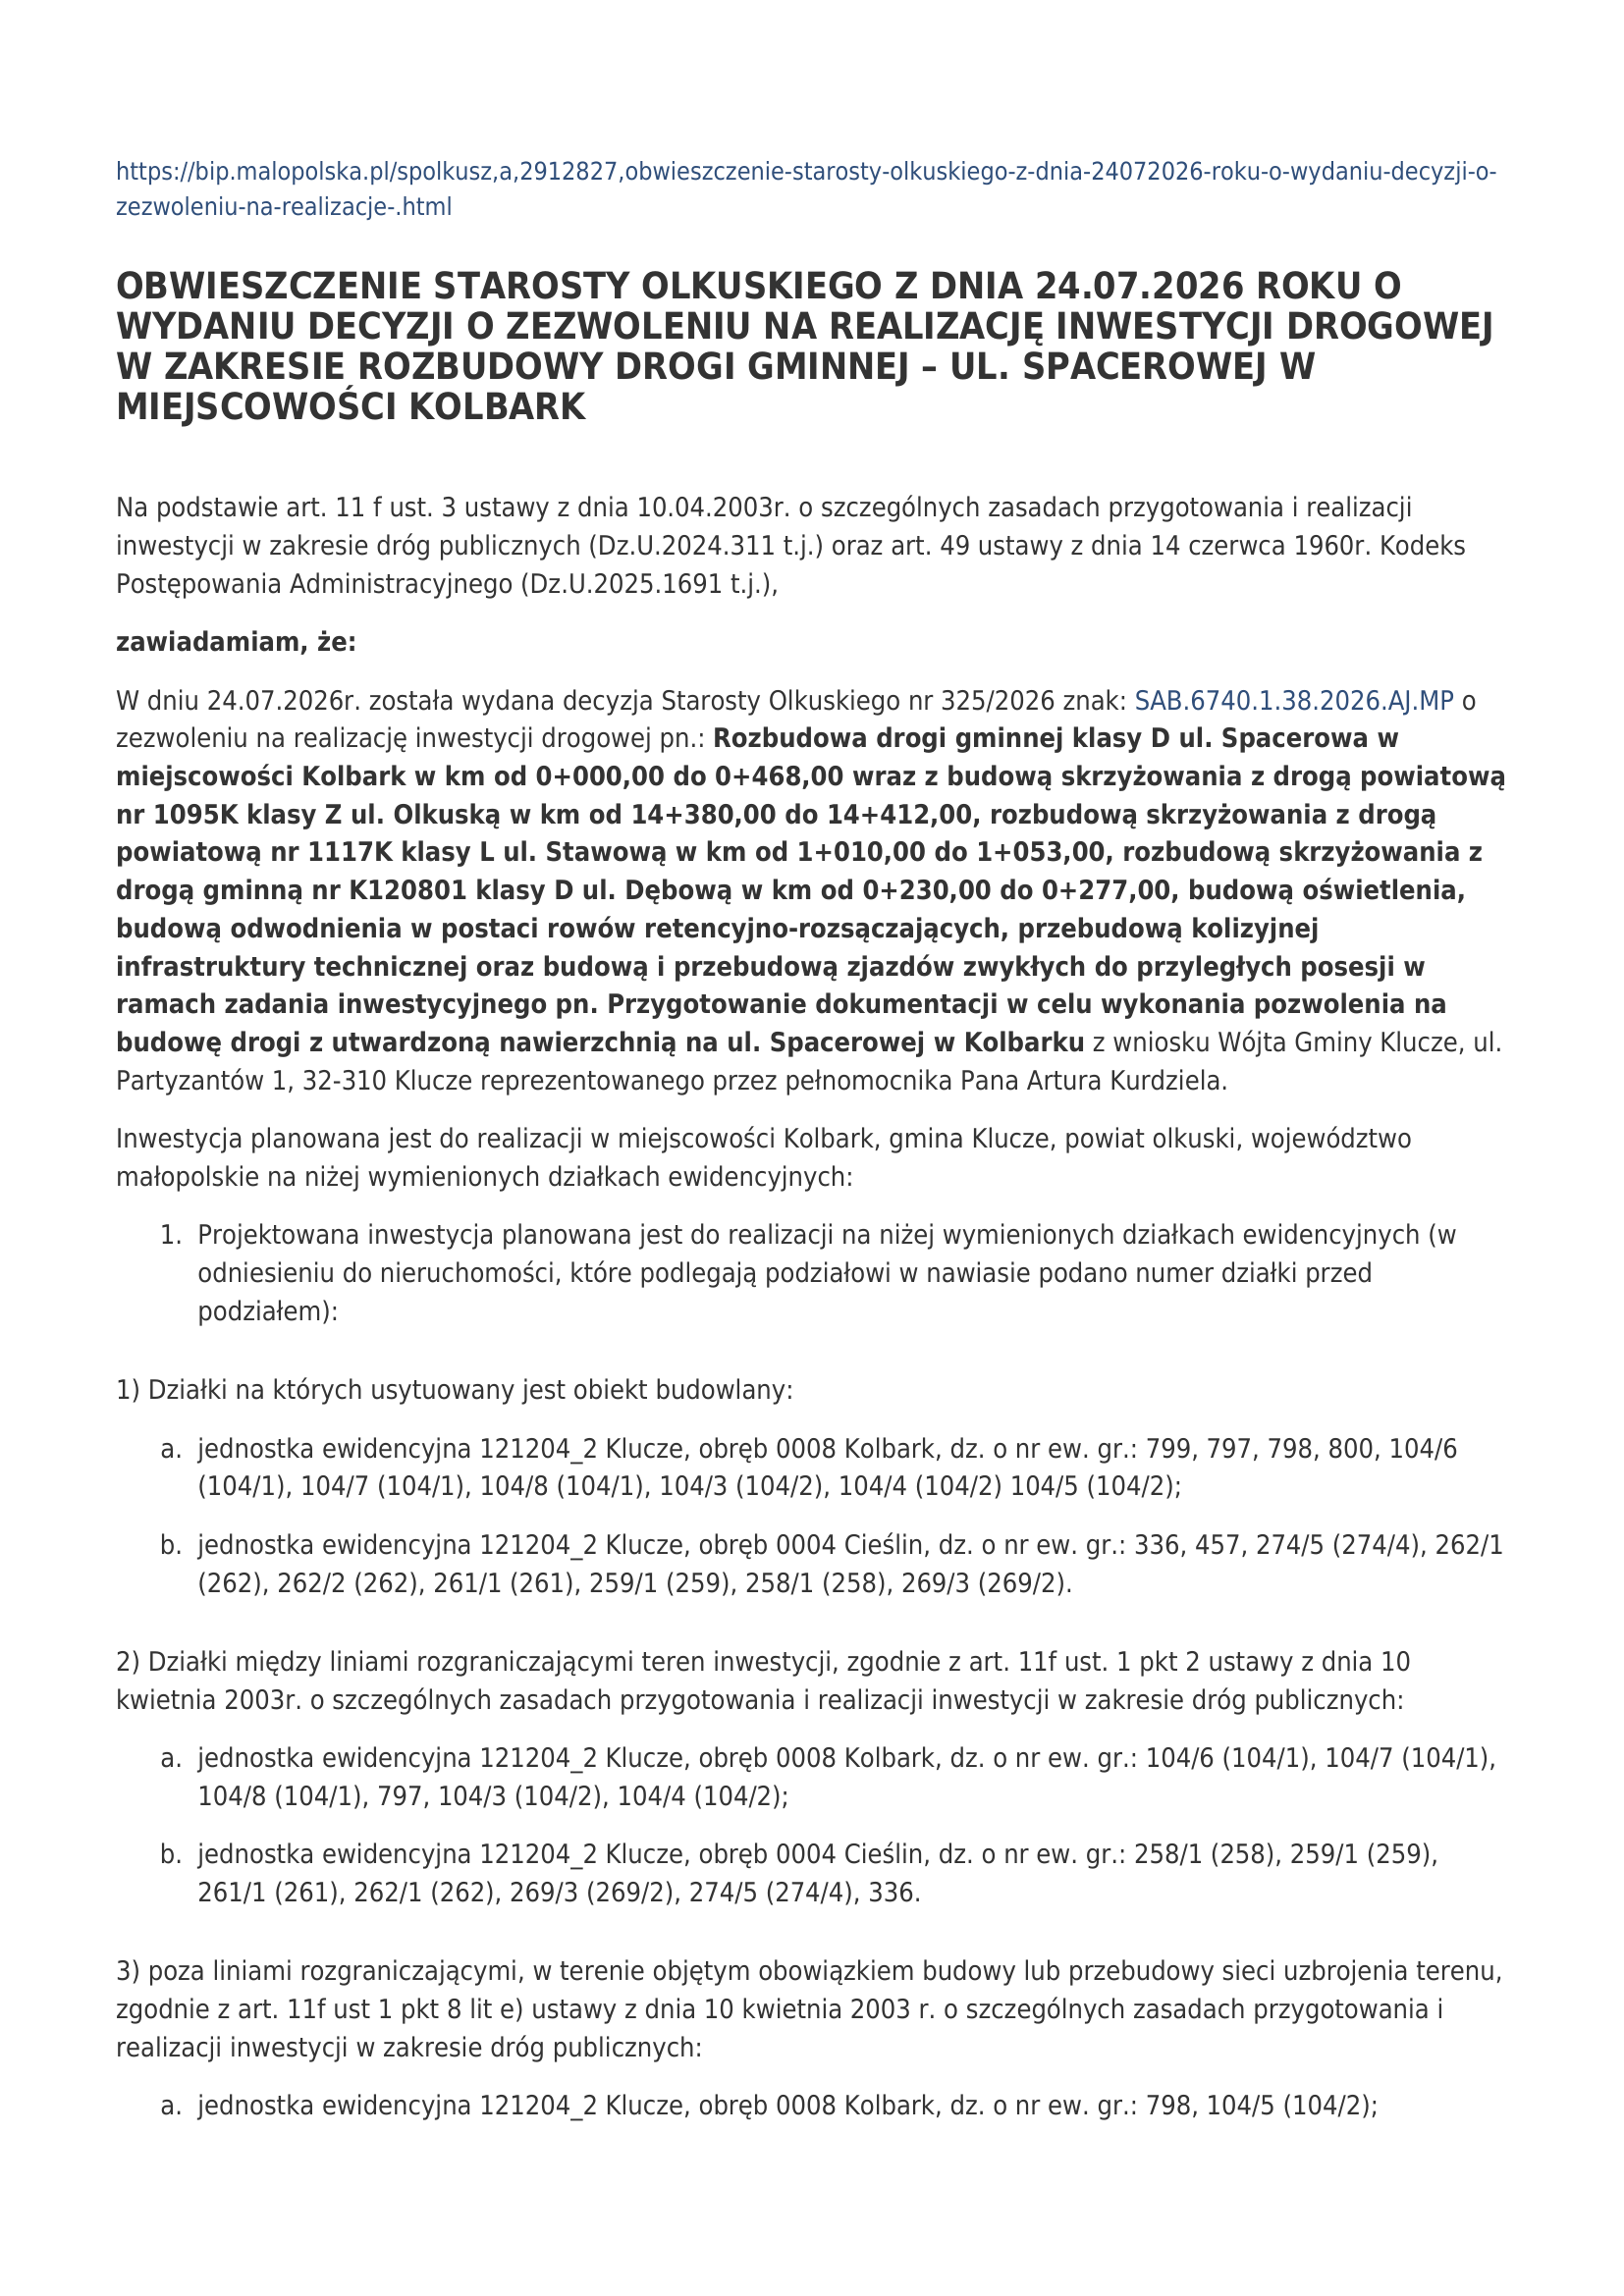 https://bip.malopolska.pl/spolkusz,a,2912827,obwieszczenie-starosty-olkuskiego-z-dnia-24072026-roku-o-wydaniu-decyzji-o-
zezwoleniu-na-realizacje-.html
OBWIESZCZENIE STAROSTY OLKUSKIEGO Z DNIA 24.07.2026 ROKU O
WYDANIU DECYZJI O ZEZWOLENIU NA REALIZACJĘ INWESTYCJI DROGOWEJ
W ZAKRESIE ROZBUDOWY DROGI GMINNEJ – UL. SPACEROWEJ W
MIEJSCOWOŚCI KOLBARK
Na podstawie art. 11 f ust. 3 ustawy z dnia 10.04.2003r. o szczególnych zasadach przygotowania i realizacji
inwestycji w zakresie dróg publicznych (Dz.U.2024.311 t.j.) oraz art. 49 ustawy z dnia 14 czerwca 1960r. Kodeks
Postępowania Administracyjnego (Dz.U.2025.1691 t.j.),
zawiadamiam, że:
W dniu 24.07.2026r. została wydana decyzja Starosty Olkuskiego nr 325/2026 znak: SAB.6740.1.38.2026.AJ.MP o
zezwoleniu na realizację inwestycji drogowej pn.: Rozbudowa drogi gminnej klasy D ul. Spacerowa w
miejscowości Kolbark w km od 0+000,00 do 0+468,00 wraz z budową skrzyżowania z drogą powiatową
nr 1095K klasy Z ul. Olkuską w km od 14+380,00 do 14+412,00, rozbudową skrzyżowania z drogą
powiatową nr 1117K klasy L ul. Stawową w km od 1+010,00 do 1+053,00, rozbudową skrzyżowania z
drogą gminną nr K120801 klasy D ul. Dębową w km od 0+230,00 do 0+277,00, budową oświetlenia,
budową odwodnienia w postaci rowów retencyjno-rozsączających, przebudową kolizyjnej
infrastruktury technicznej oraz budową i przebudową zjazdów zwykłych do przyległych posesji w
ramach zadania inwestycyjnego pn. Przygotowanie dokumentacji w celu wykonania pozwolenia na
budowę drogi z utwardzoną nawierzchnią na ul. Spacerowej w Kolbarku z wniosku Wójta Gminy Klucze, ul.
Partyzantów 1, 32-310 Klucze reprezentowanego przez pełnomocnika Pana Artura Kurdziela.
Inwestycja planowana jest do realizacji w miejscowości Kolbark, gmina Klucze, powiat olkuski, województwo
małopolskie na niżej wymienionych działkach ewidencyjnych:
1. Projektowana inwestycja planowana jest do realizacji na niżej wymienionych działkach ewidencyjnych (w
odniesieniu do nieruchomości, które podlegają podziałowi w nawiasie podano numer działki przed
podziałem):
1) Działki na których usytuowany jest obiekt budowlany:
a. jednostka ewidencyjna 121204_2 Klucze, obręb 0008 Kolbark, dz. o nr ew. gr.: 799, 797, 798, 800, 104/6
(104/1), 104/7 (104/1), 104/8 (104/1), 104/3 (104/2), 104/4 (104/2) 104/5 (104/2);
b. jednostka ewidencyjna 121204_2 Klucze, obręb 0004 Cieślin, dz. o nr ew. gr.: 336, 457, 274/5 (274/4), 262/1
(262), 262/2 (262), 261/1 (261), 259/1 (259), 258/1 (258), 269/3 (269/2).
2) Działki między liniami rozgraniczającymi teren inwestycji, zgodnie z art. 11f ust. 1 pkt 2 ustawy z dnia 10
kwietnia 2003r. o szczególnych zasadach przygotowania i realizacji inwestycji w zakresie dróg publicznych:
a. jednostka ewidencyjna 121204_2 Klucze, obręb 0008 Kolbark, dz. o nr ew. gr.: 104/6 (104/1), 104/7 (104/1),
104/8 (104/1), 797, 104/3 (104/2), 104/4 (104/2);
b. jednostka ewidencyjna 121204_2 Klucze, obręb 0004 Cieślin, dz. o nr ew. gr.: 258/1 (258), 259/1 (259),
261/1 (261), 262/1 (262), 269/3 (269/2), 274/5 (274/4), 336.
3) poza liniami rozgraniczającymi, w terenie objętym obowiązkiem budowy lub przebudowy sieci uzbrojenia terenu,
zgodnie z art. 11f ust 1 pkt 8 lit e) ustawy z dnia 10 kwietnia 2003 r. o szczególnych zasadach przygotowania i
realizacji inwestycji w zakresie dróg publicznych:
a. jednostka ewidencyjna 121204_2 Klucze, obręb 0008 Kolbark, dz. o nr ew. gr.: 798, 104/5 (104/2);